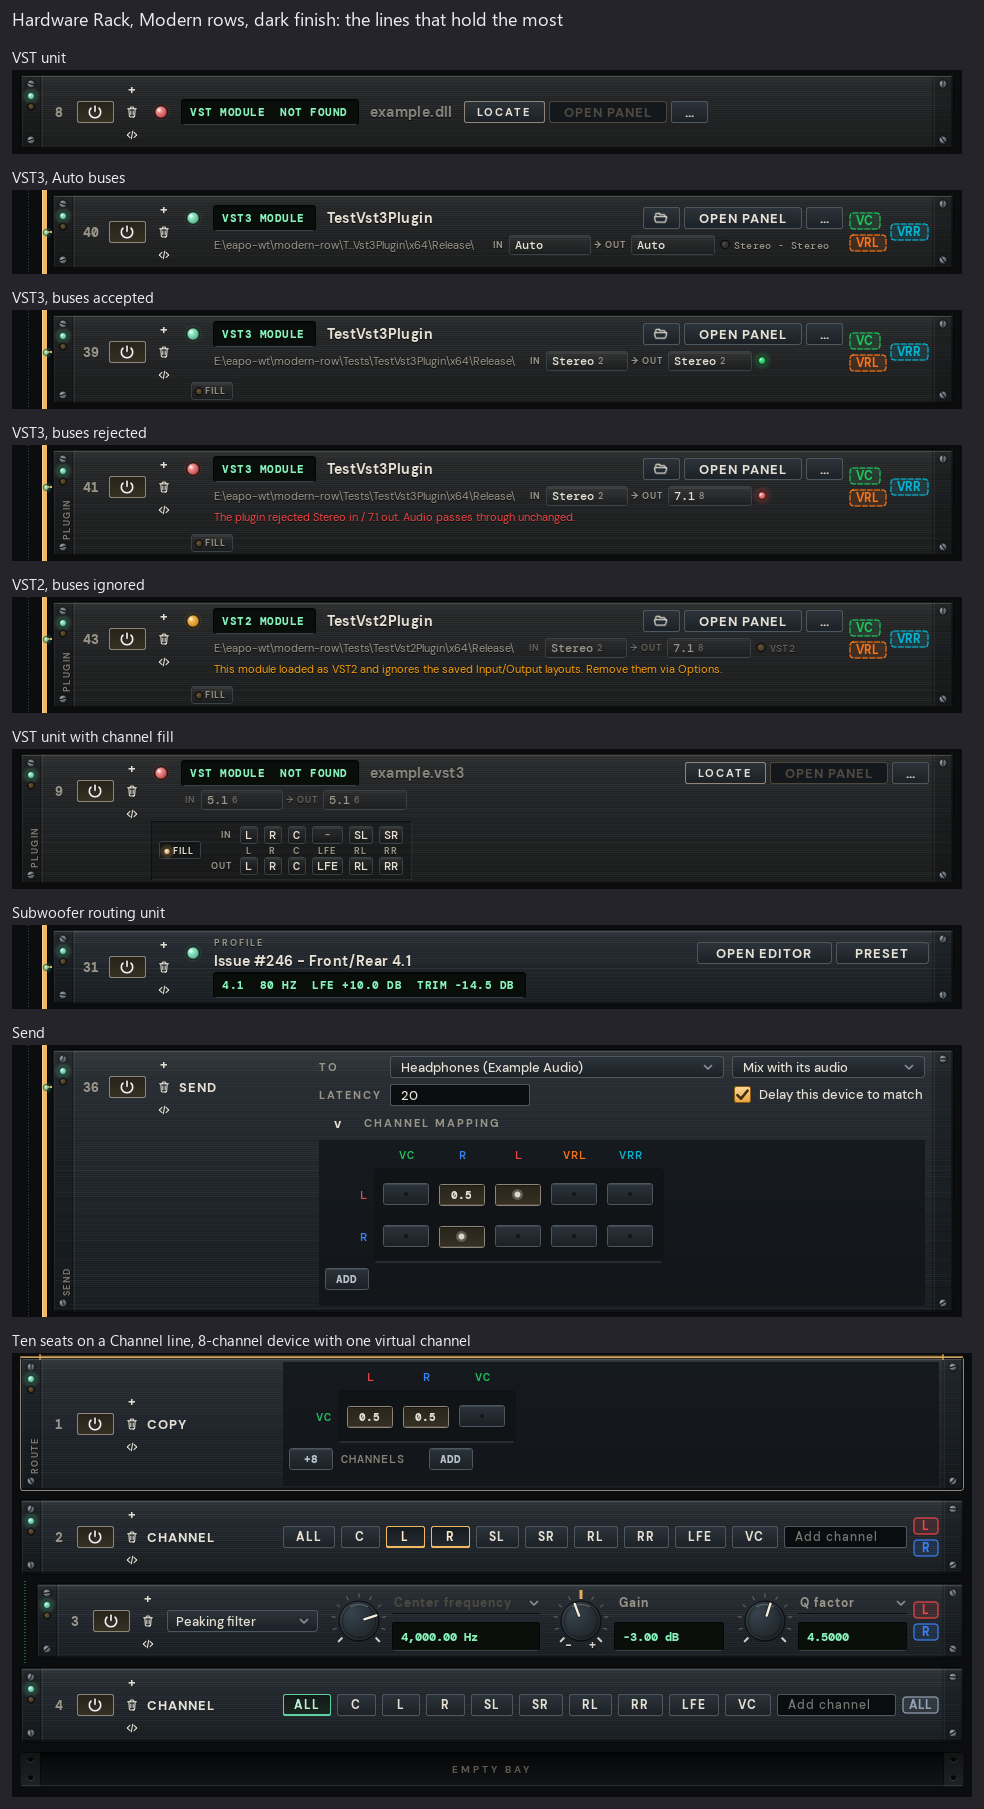 Hardware Rack, Modern rows, dark finish: the lines that hold the most
VST unit
+
8 VST MODULE NOT FOUND example.dll LOCATE OPEN PANEL ...
</>
VST3, Auto buses
+
VST3 MODULE TestVst3Plugin OPEN PANEL ... VC
40 VRR
E:\eapo-wt\modern-row\T...Vst3Plugin\x64\Release\ IN Auto → OUT Auto Stereo - Stereo VRL
</>
VST3, buses accepted
+
VST3 MODULE TestVst3Plugin OPEN PANEL ... VC
39 VRR
E:\eapo-wt\modern-row\Tests\TestVst3Plugin\x64\Release\ IN Stereo 2 → OUT Stereo 2 VRL
</>
FILL
VST3, buses rejected
+
VST3 MODULE TestVst3Plugin OPEN PANEL ... VC
41 VRR
E:\eapo-wt\modern-row\Tests\TestVst3Plugin\x64\Release\ IN Stereo 2 → OUT 7.1 8 VRL
</> The plugin rejected Stereo in / 7.1 out. Audio passes through unchanged.
PLUGIN
FILL
VST2, buses ignored
+
VST2 MODULE TestVst2Plugin OPEN PANEL ... VC
43 VRR
E:\eapo-wt\modern-row\Tests\TestVst2Plugin\x64\Release\ IN Stereo 2 → OUT 7.1 8 VST2 VRL
</> This module loaded as VST2 and ignores the saved Input/Output layouts. Remove them via Options.
PLUGIN
FILL
VST unit with channel fill
+
VST MODULE NOT FOUND example.vst3 LOCATE OPEN PANEL ...
9
IN 5.1 6 → OUT 5.1 6
</>
PLUGIN
IN L R C - SL SR
FILL L R C LFE RL RR
OUT L R C LFE RL RR
Subwoofer routing unit
+ PROFILE
31 Issue #246 - Front/Rear 4.1 OPEN EDITOR PRESET
</> 4.1 80 HZ LFE +10.0 DB TRIM -14.5 DB
Send
+ TO Headphones (Example Audio) Mix with its audio
36 SEND LATENCY 20 Delay this device to match
</>
v CHANNEL MAPPING
VC R L VRL VRR
L 0.5
R
ADD
SEND
Ten seats on a Channel line, 8-channel device with one virtual channel
L R VC
+
1 COPY VC 0.5 0.5
</>
ROUTE
+8 CHANNELS ADD
+
2 CHANNEL ALL C L R SL SR RL RR LFE VC Add channel L
R
</>
+
Center frequency Gain Q factor L
3 Peaking filter 4,000.00 Hz - + -3.00 dB 4.5000 R
</>
+
4 CHANNEL ALL C L R SL SR RL RR LFE VC Add channel ALL
</>
EMPTY BAY